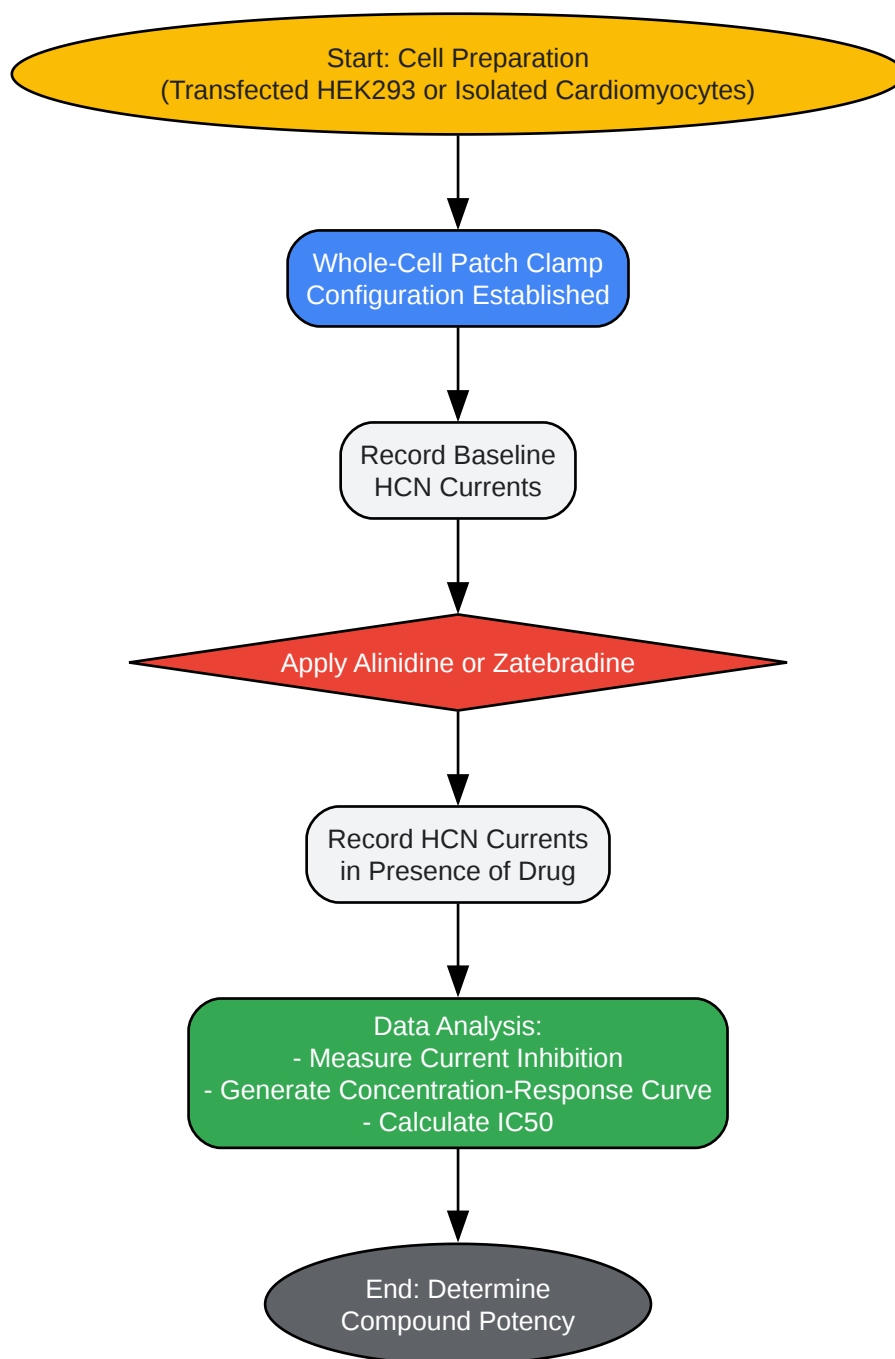 Start: Cell Preparation
(Transfected HEK293 or Isolated Cardiomyocytes)
Whole-Cell Patch Clamp
Configuration Established
Record Baseline
HCN Currents
Apply Alinidine or Zatebradine
Record HCN Currents
in Presence of Drug
Data Analysis:
- Measure Current Inhibition
- Generate Concentration-Response Curve
- Calculate IC50
End: Determine
Compound Potency